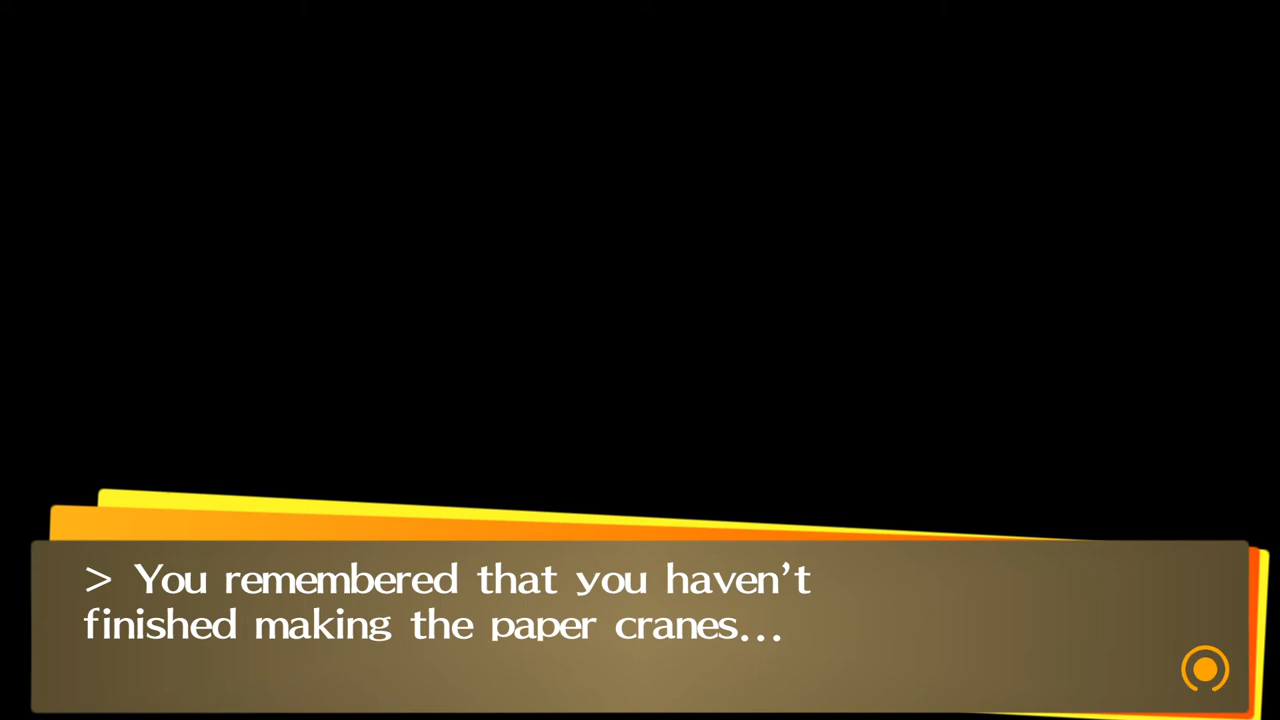 > You remembered that you haven’t
finished making the paper cranes...